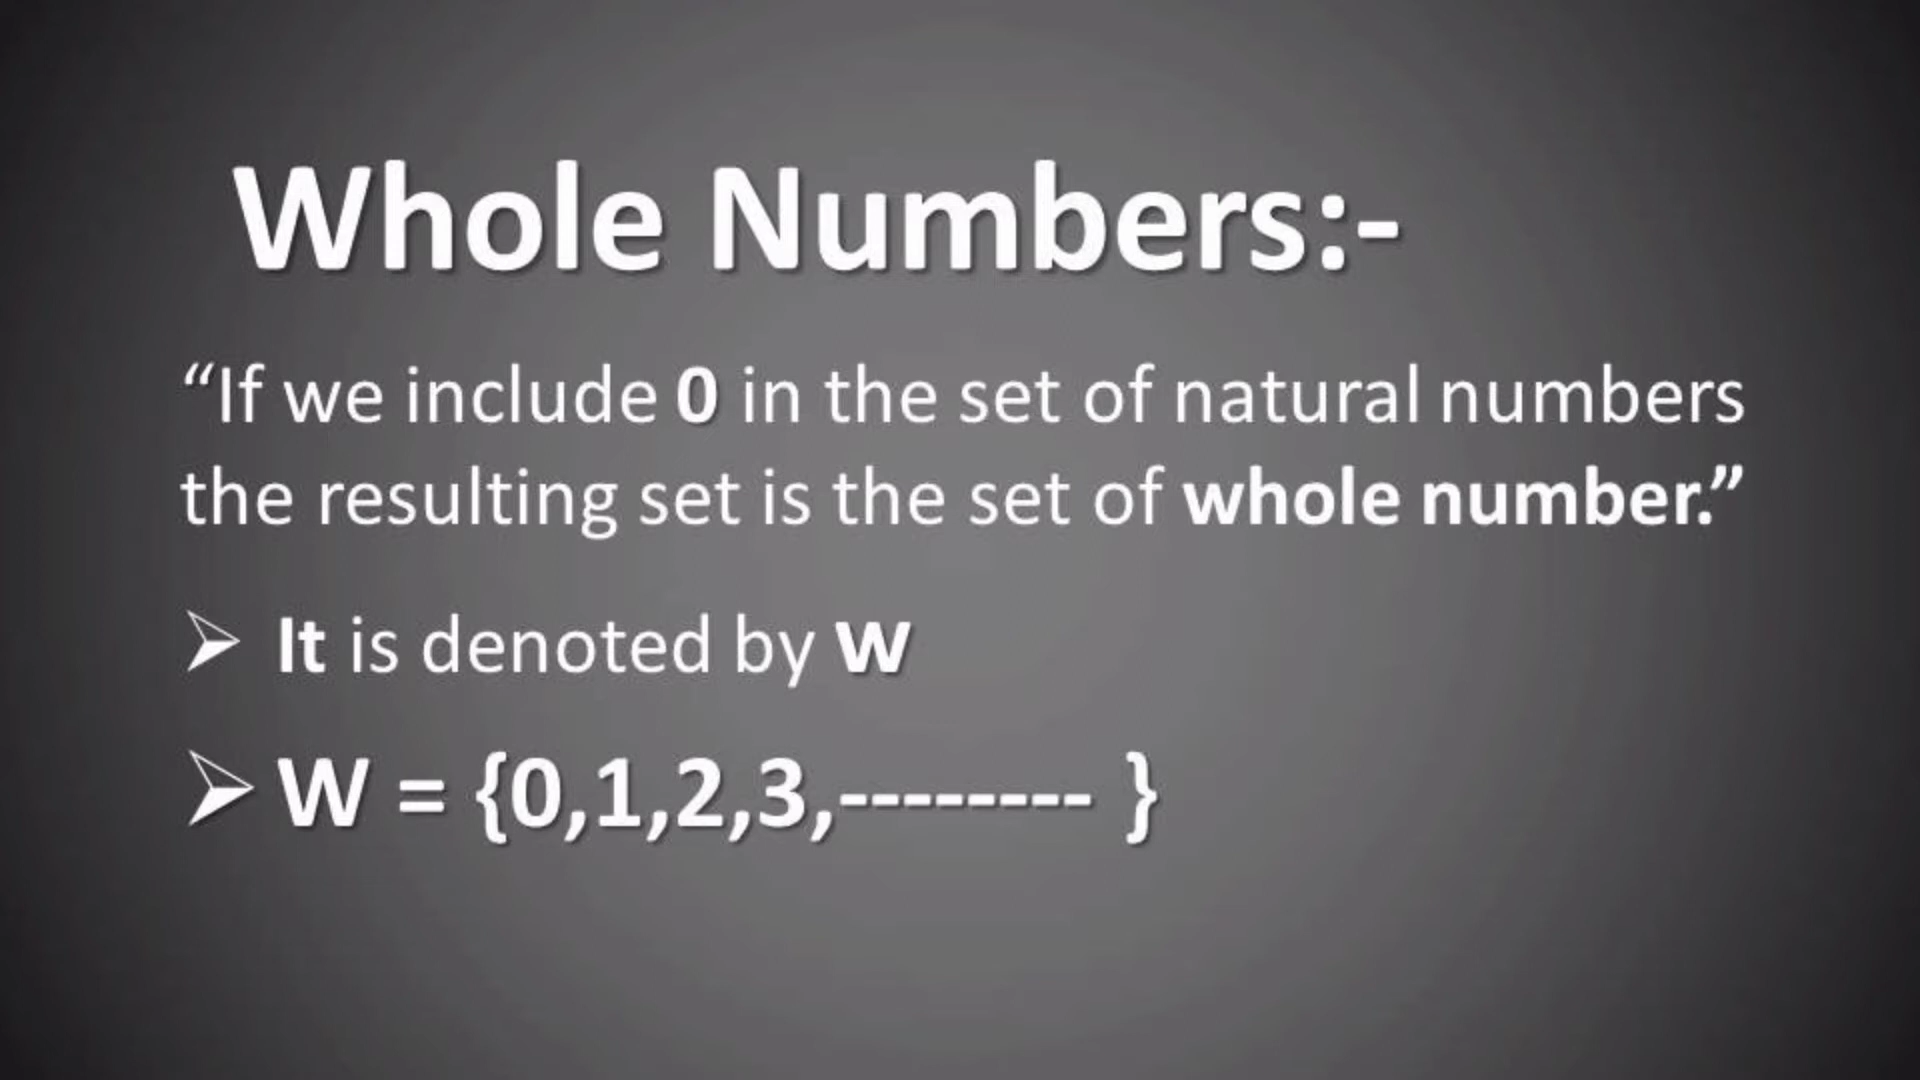 Whole Numbers:-
“If we include 0 in the set of natural numbers
the resulting set is the set of whole number.”
➢ It is denoted by W
➢ W = {0,1,2,3,-------- }